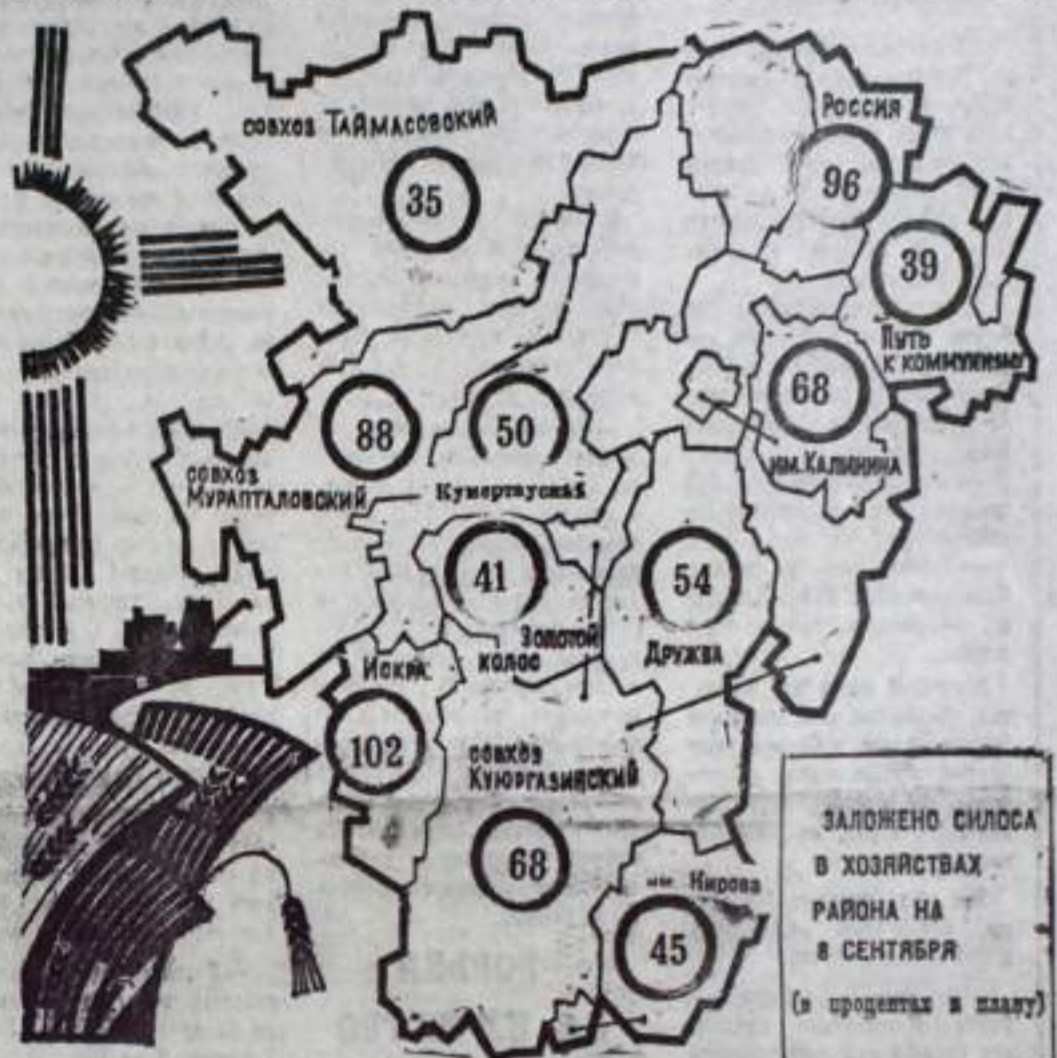 совхоз ТАЙМАСОВСКИЙ
35
РОССИЯ
96
39
ПУТЬ
К КОММУНИЗМУ
68
им. КАЛИНИНА
88
совхоз
МУРАПТАЛОВСКИЙ
50
Кумертауский
41
Золотой
колос
54
ДРУЖБА
ИСКРА
102
совхоз
КУЮРГАЗИНСКИЙ
68
им Кирова
45
ЗАЛОЖЕНО СИЛОСА
В ХОЗЯЙСТВАХ
РАЙОНА НА
8 СЕНТЯБРЯ
(в процентах к плану)